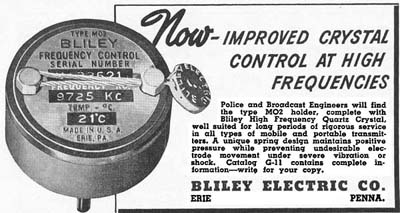 TYPE MO2
BLILEY
FREQUENCY CONTROL
SERIAL NUMBER
FREQUENCY KC
9725 KC
TEMP - °C
21°C
MADE IN U.S.A.
ERIE, PA
Now-IMPROVED CRYSTAL
CONTROL AT HIGH
FREQUENCIES
Police and Broadcast Engineers will find
the type MO2 holder, complete with
Bliley High Frequency Quartz Crystal,
well suited for long periods of rigorous service
in all types of mobile and portable transmit-
ters. A unique spring design maintains positive
pressure while preventing undesirable elec-
trode movement under severe vibration or
shock. Catalog G-11 contains complete in-
formation—write for your copy.
BLILEY ELECTRIC CO.
ERIE PENNA.